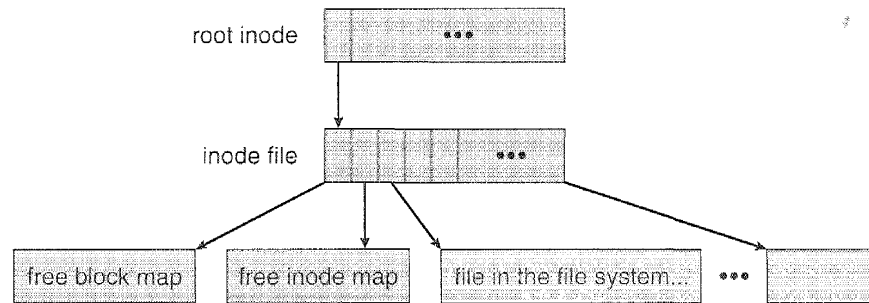 root inode
•••
inode file
•••
free block map
free inode map
file in the file system...
•••